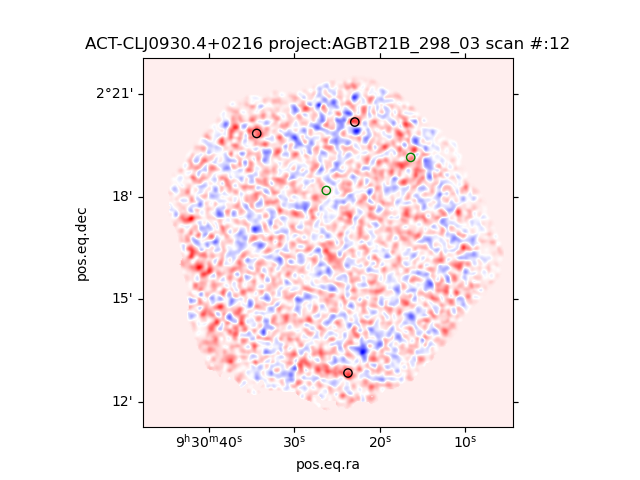 ACT-CLJ0930.4+0216 project:AGBT21B_298_03 scan #:12
2°21'
18'
15'
12'
pos.eq.dec
9ʰ30ᵐ40ˢ 30ˢ 20ˢ 10ˢ
pos.eq.ra